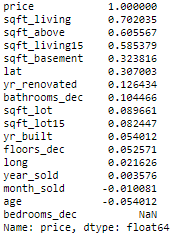 price 1.000000
sqft_living 0.702035
sqft_above 0.605567
sqft_living15 0.585379
sqft_basement 0.323816
lat 0.307003
yr_renovated 0.126434
bathrooms_dec 0.104466
sqft_lot 0.089661
sqft_lot15 0.082447
yr_built 0.054012
floors_dec 0.052571
long 0.021626
year_sold 0.003576
month_sold -0.010081
age -0.054012
bedrooms_dec NaN
Name: price, dtype: float64